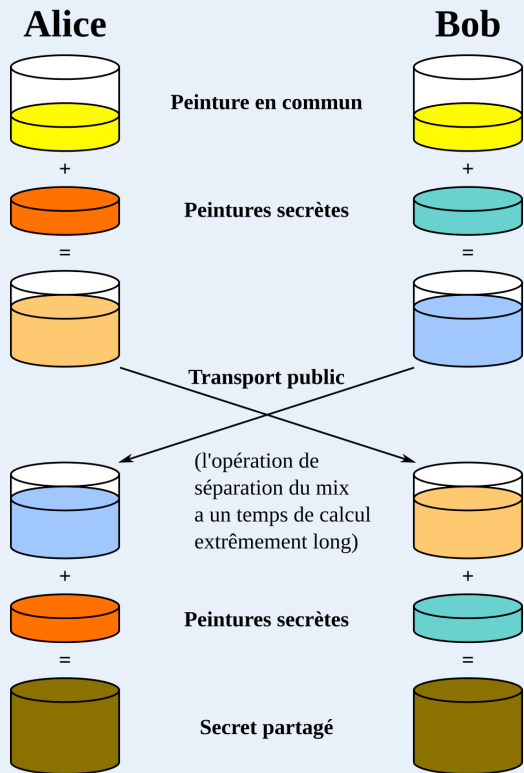 Alice
Bob
Peinture en commun
+
+
Peintures secrètes
=
=
Transport public
(l'opération de
séparation du mix
a un temps de calcul
extrêmement long)
+
+
Peintures secrètes
=
=
Secret partagé